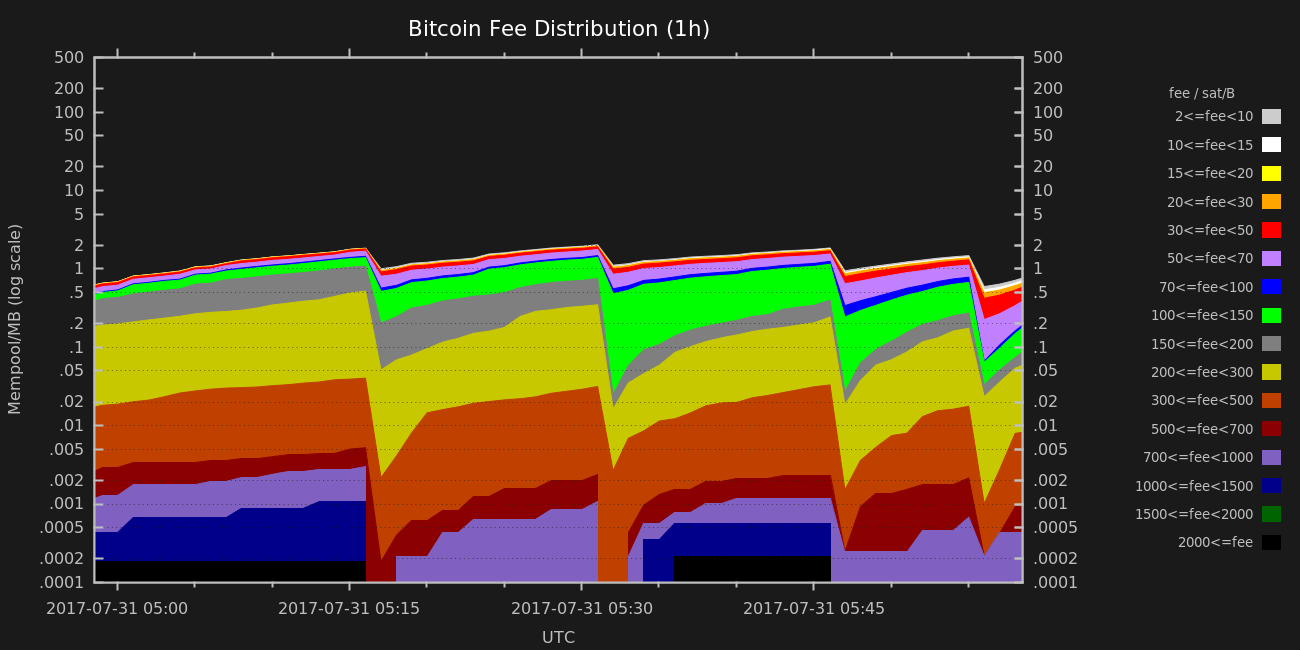 Bitcoin Fee Distribution (1h)
Mempool/MB (log scale)
500
200
100
50
20
10
5
2
1
.5
.2
.1
.05
.02
.01
.005
.002
.001
.0005
.0002
.0001
500
200
100
50
20
10
5
2
1
.5
.2
.1
.05
.02
.01
.005
.002
.001
.0005
.0002
.0001
2017-07-31 05:00
2017-07-31 05:15
2017-07-31 05:30
2017-07-31 05:45
UTC
fee / sat/B
2<=fee<10
10<=fee<15
15<=fee<20
20<=fee<30
30<=fee<50
50<=fee<70
70<=fee<100
100<=fee<150
150<=fee<200
200<=fee<300
300<=fee<500
500<=fee<700
700<=fee<1000
1000<=fee<1500
1500<=fee<2000
2000<=fee